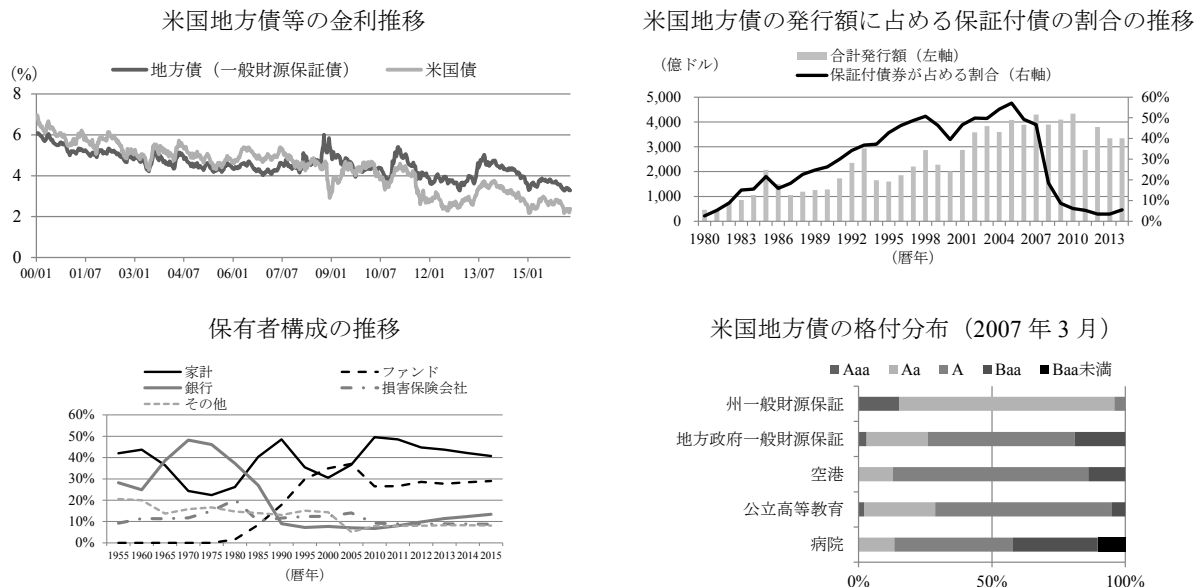 米国地方債等の金利推移
(%)
地方債（一般財源保証債） 米国債
8
6
4
2
0
00/01 01/07 03/01 04/07 06/01 07/07 09/01 10/07 12/01 13/07 15/01
米国地方債の発行額に占める保証付債の割合の推移
（億ドル）
合計発行額（左軸）
保証付債券が占める割合（右軸）
5,000 60%
4,000 50%
3,000 40%
2,000 30%
1,000 20%
0 10%
0%
1980 1983 1986 1989 1992 1995 1998 2001 2004 2007 2010 2013
（暦年）
保有者構成の推移
家計 ファンド
銀行 損害保険会社
その他
60%
50%
40%
30%
20%
10%
0%
1955 1960 1965 1970 1975 1980 1985 1990 1995 2000 2005 2010 2011 2012 2013 2014 2015
（暦年）
米国地方債の格付分布（2007 年 3 月）
Aaa Aa A Baa Baa未満
州一般財源保証
地方政府一般財源保証
空港
公立高等教育
病院
0% 50% 100%